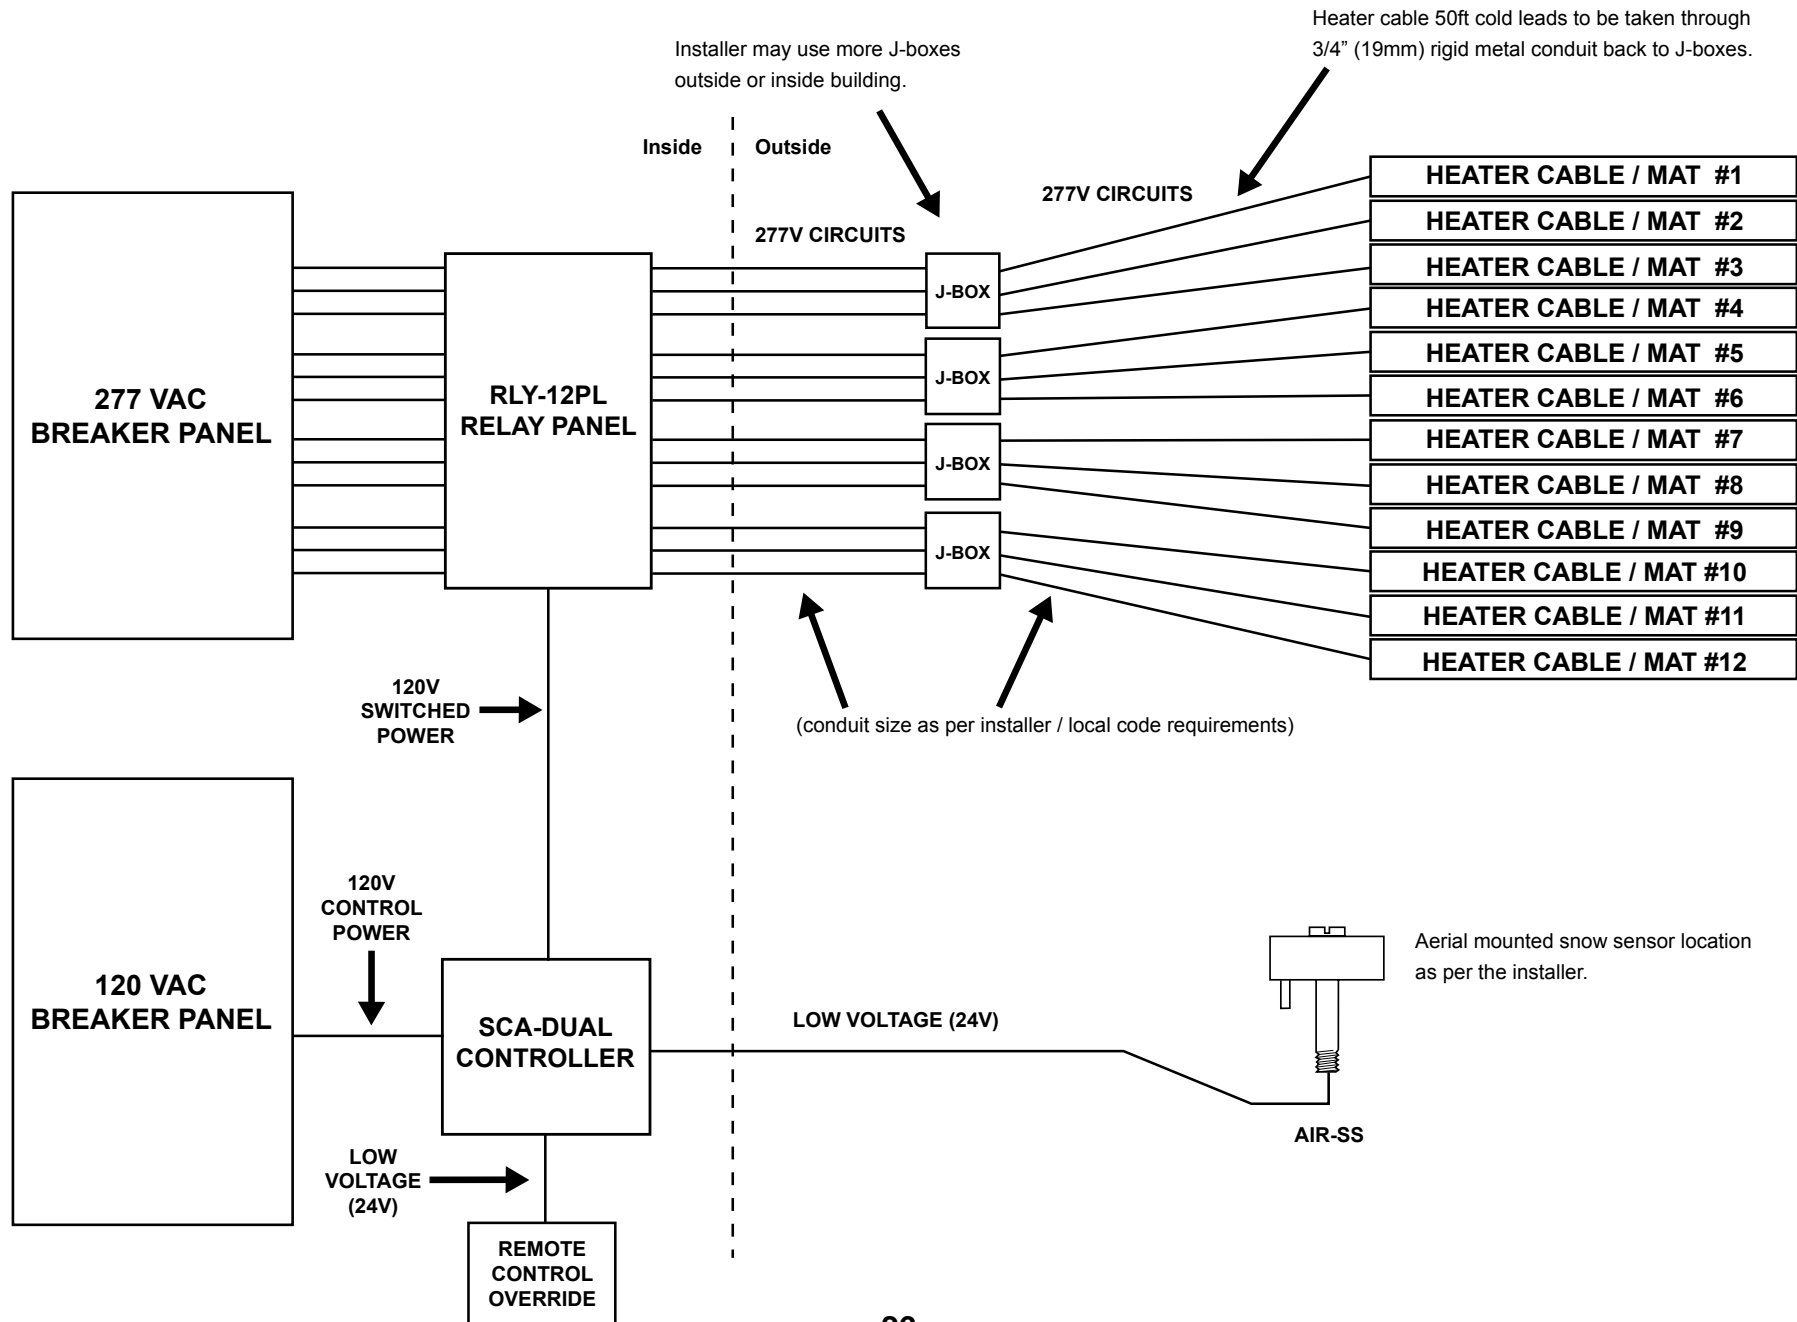 Heater cable 50ft cold leads to be taken through
3/4” (19mm) rigid metal conduit back to J-boxes.
Installer may use more J-boxes
outside or inside building.
Inside
Outside
277V CIRCUITS
277V CIRCUITS
HEATER CABLE / MAT #1
HEATER CABLE / MAT #2
HEATER CABLE / MAT #3
HEATER CABLE / MAT #4
HEATER CABLE / MAT #5
HEATER CABLE / MAT #6
HEATER CABLE / MAT #7
HEATER CABLE / MAT #8
HEATER CABLE / MAT #9
HEATER CABLE / MAT #10
HEATER CABLE / MAT #11
HEATER CABLE / MAT #12
J-BOX
J-BOX
J-BOX
J-BOX
277 VAC
BREAKER PANEL
RLY-12PL
RELAY PANEL
120V
SWITCHED
POWER
(conduit size as per installer / local code requirements)
120V
CONTROL
POWER
120 VAC
BREAKER PANEL
SCA-DUAL
CONTROLLER
LOW VOLTAGE (24V)
Aerial mounted snow sensor location
as per the installer.
AIR-SS
LOW
VOLTAGE
(24V)
REMOTE
CONTROL
OVERRIDE